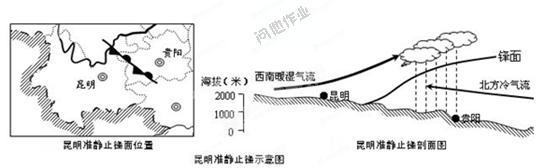 问他作业
贵阳
昆明
昆明准静止锋面位置
海拔(米)
2000
1000
0
西南暖湿气流
昆明
锋面
北方冷气流
贵阳
昆明准静止锋剖面图
昆明准静止锋示意图